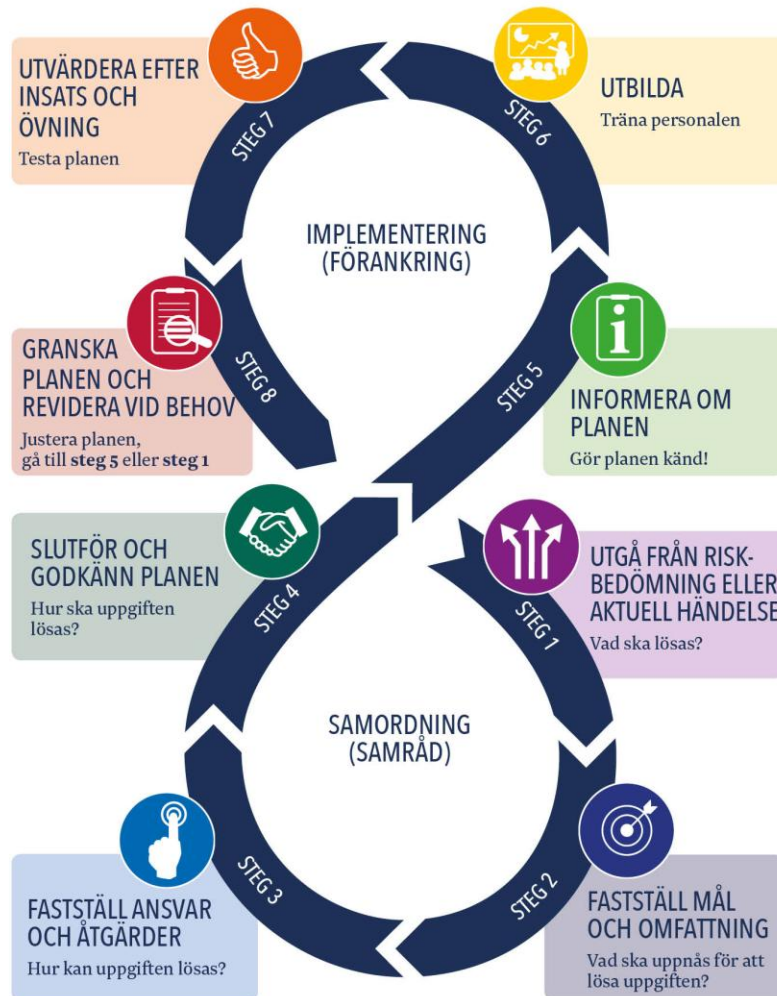 UTVÄRDERA EFTER
INSATS OCH
ÖVNING
Testa planen
STEG 7
UTBILDA
Träna personalen
STEG 6
IMPLEMENTERING
(FÖRANKRING)
GRANSKA
PLANEN OCH
REVIDERA VID BEHOV
Justera planen,
gå till steg 5 eller steg 1
STEG 8
INFORMERA OM
PLANEN
Gör planen känd!
STEG 5
SLUTFÖR OCH
GODKÄNN PLANEN
Hur ska uppgiften
lösas?
STEG 4
UTGÅ FRÅN RISK-
BEDÖMNING ELLER
AKTUELL HÄNDELSE
Vad ska lösas?
STEG 1
SAMORDNING
(SAMRÅD)
FASTSTÄLL ANSVAR
OCH ÅTGÄRDER
Hur kan uppgiften lösas?
STEG 3
FASTSTÄLL MÅL
OCH OMFATTNING
Vad ska uppnås för att
lösa uppgiften?
STEG 2